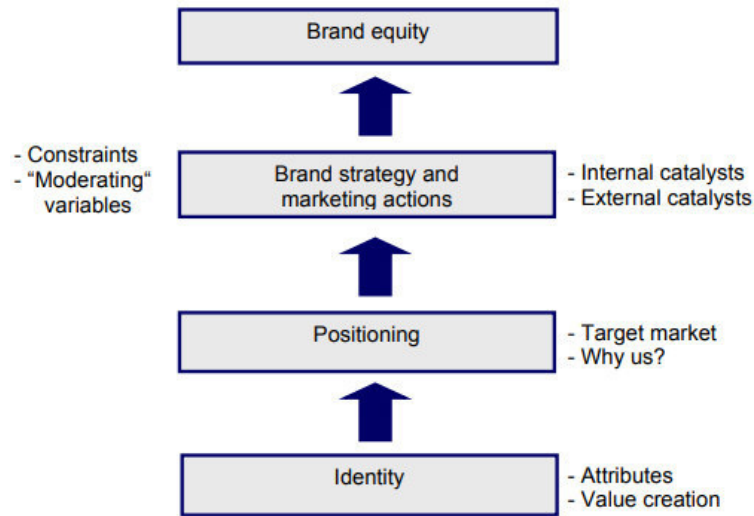 Brand equity
- Constraints
- “Moderating“
variables
Brand strategy and
marketing actions
- Internal catalysts
- External catalysts
Positioning
- Target market
- Why us?
Identity
- Attributes
- Value creation